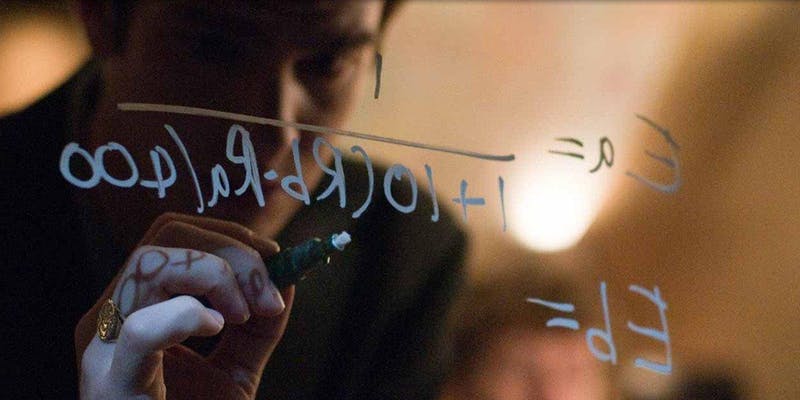 1
Ea = 
1+10(Rb-Ra)/400
Eb =